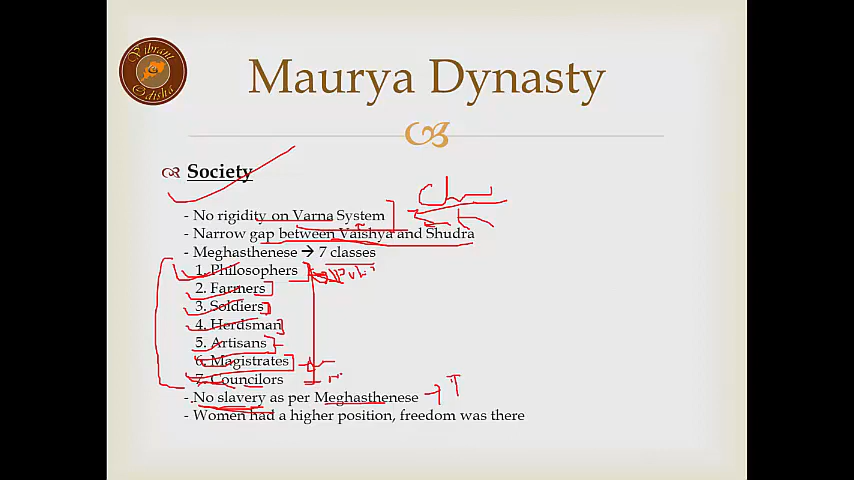 Vibrant
Odisha
Maurya Dynasty
Society
- No rigidity on Varna System
- Narrow gap between Vaishya and Shudra
- Meghasthenese → 7 classes
1. Philosophers
2. Farmers
3. Soldiers
4. Herdsman
5. Artisans
6. Magistrates
7. Councilors
- No slavery as per Meghasthenese
- Women had a higher position, freedom was there